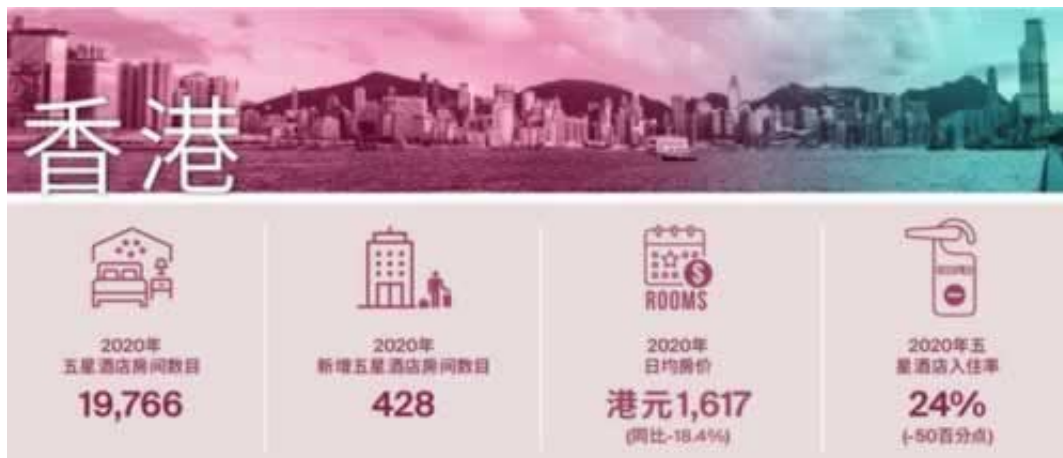 香港
ROOMS
2020年
五星酒店房间数目
19,766
2020年
新增五星酒店房间数目
428
2020年
日均房价
港元1,617
(同比-18.4%)
2020年五
星酒店入住率
24%
(-50百分点)